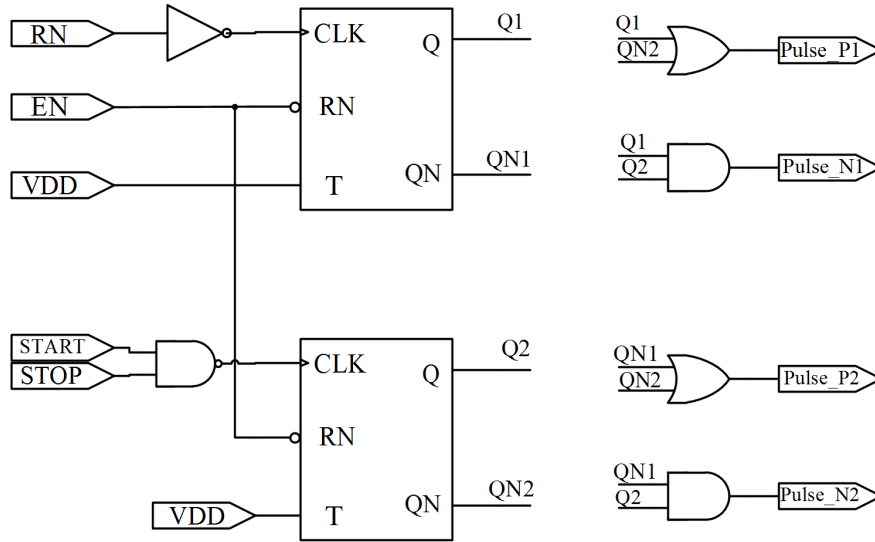 RN
CLK
Q
Q1
EN
RN
VDD
T
QN
QN1
Q1
QN2
Pulse_P1
Q1
Q2
Pulse_N1
START
STOP
CLK
Q
Q2
RN
VDD
T
QN
QN2
QN1
QN2
Pulse_P2
QN1
Q2
Pulse_N2